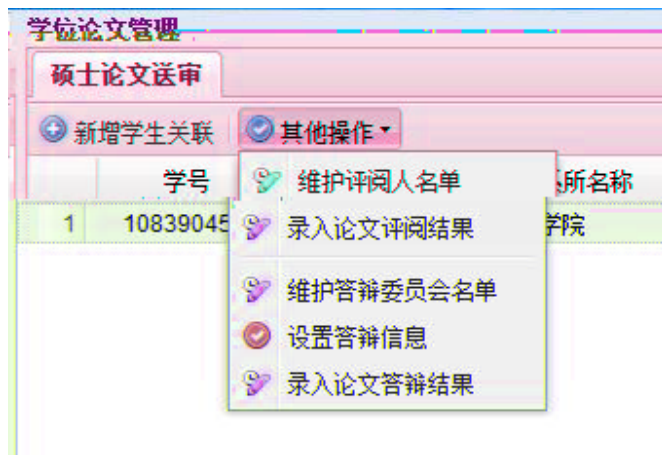 学位论文管理
硕士论文送审
新增学生关联 其他操作
学号 所名称
1 10839045 学院
维护评阅人名单
录入论文评阅结果
维护答辩委员会名单
设置答辩信息
录入论文答辩结果